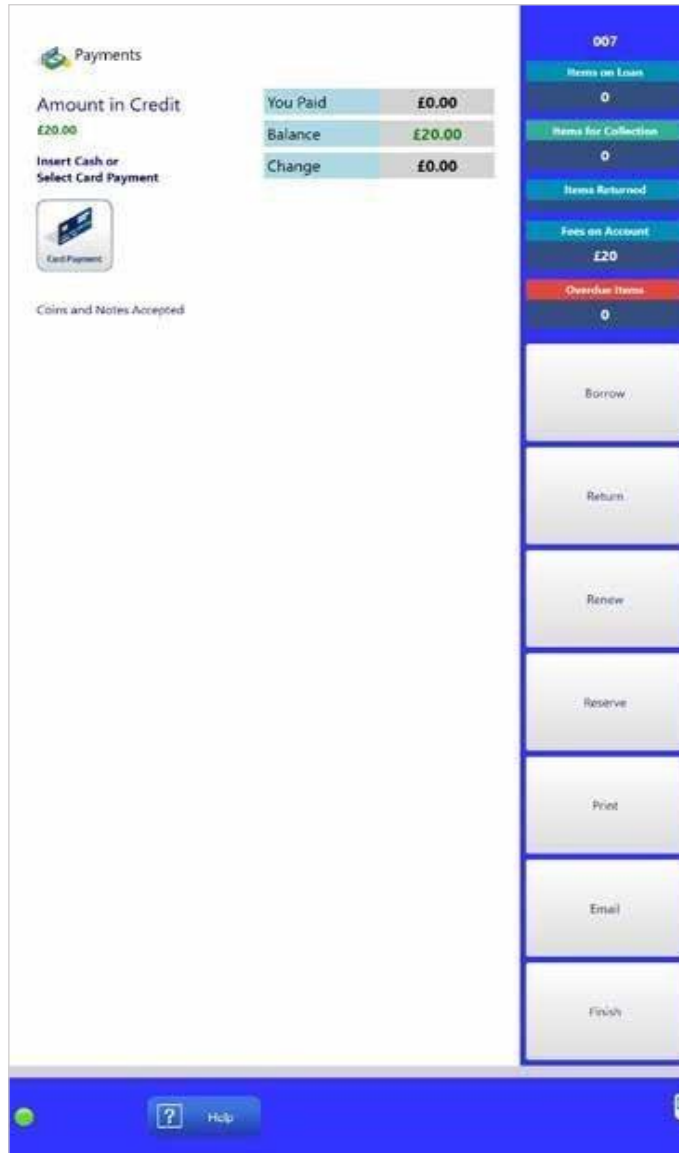 Payments
Amount in Credit
£20.00
Insert Cash or
Select Card Payment
Card Payment
Coins and Notes Accepted
You Paid £0.00
Balance £20.00
Change £0.00
007
Items on Loan
0
Items for Collection
0
Items Returned
Fees on Account
£20
Overdue Items
0
Borrow
Return
Renew
Reserve
Print
Email
Finish
? Help